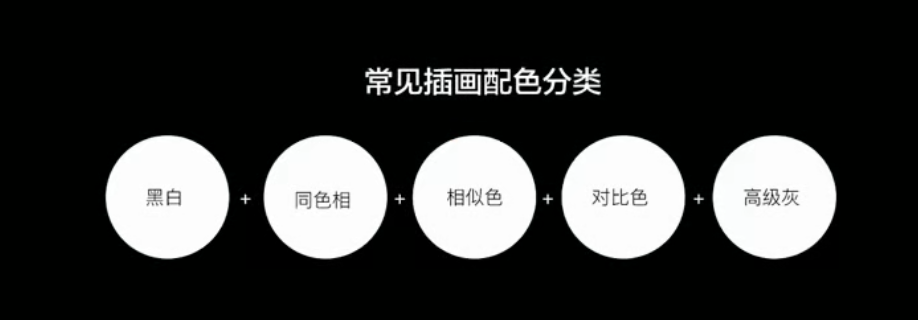 常见插画配色分类
黑白 + 同色相 + 相似色 + 对比色 + 高级灰